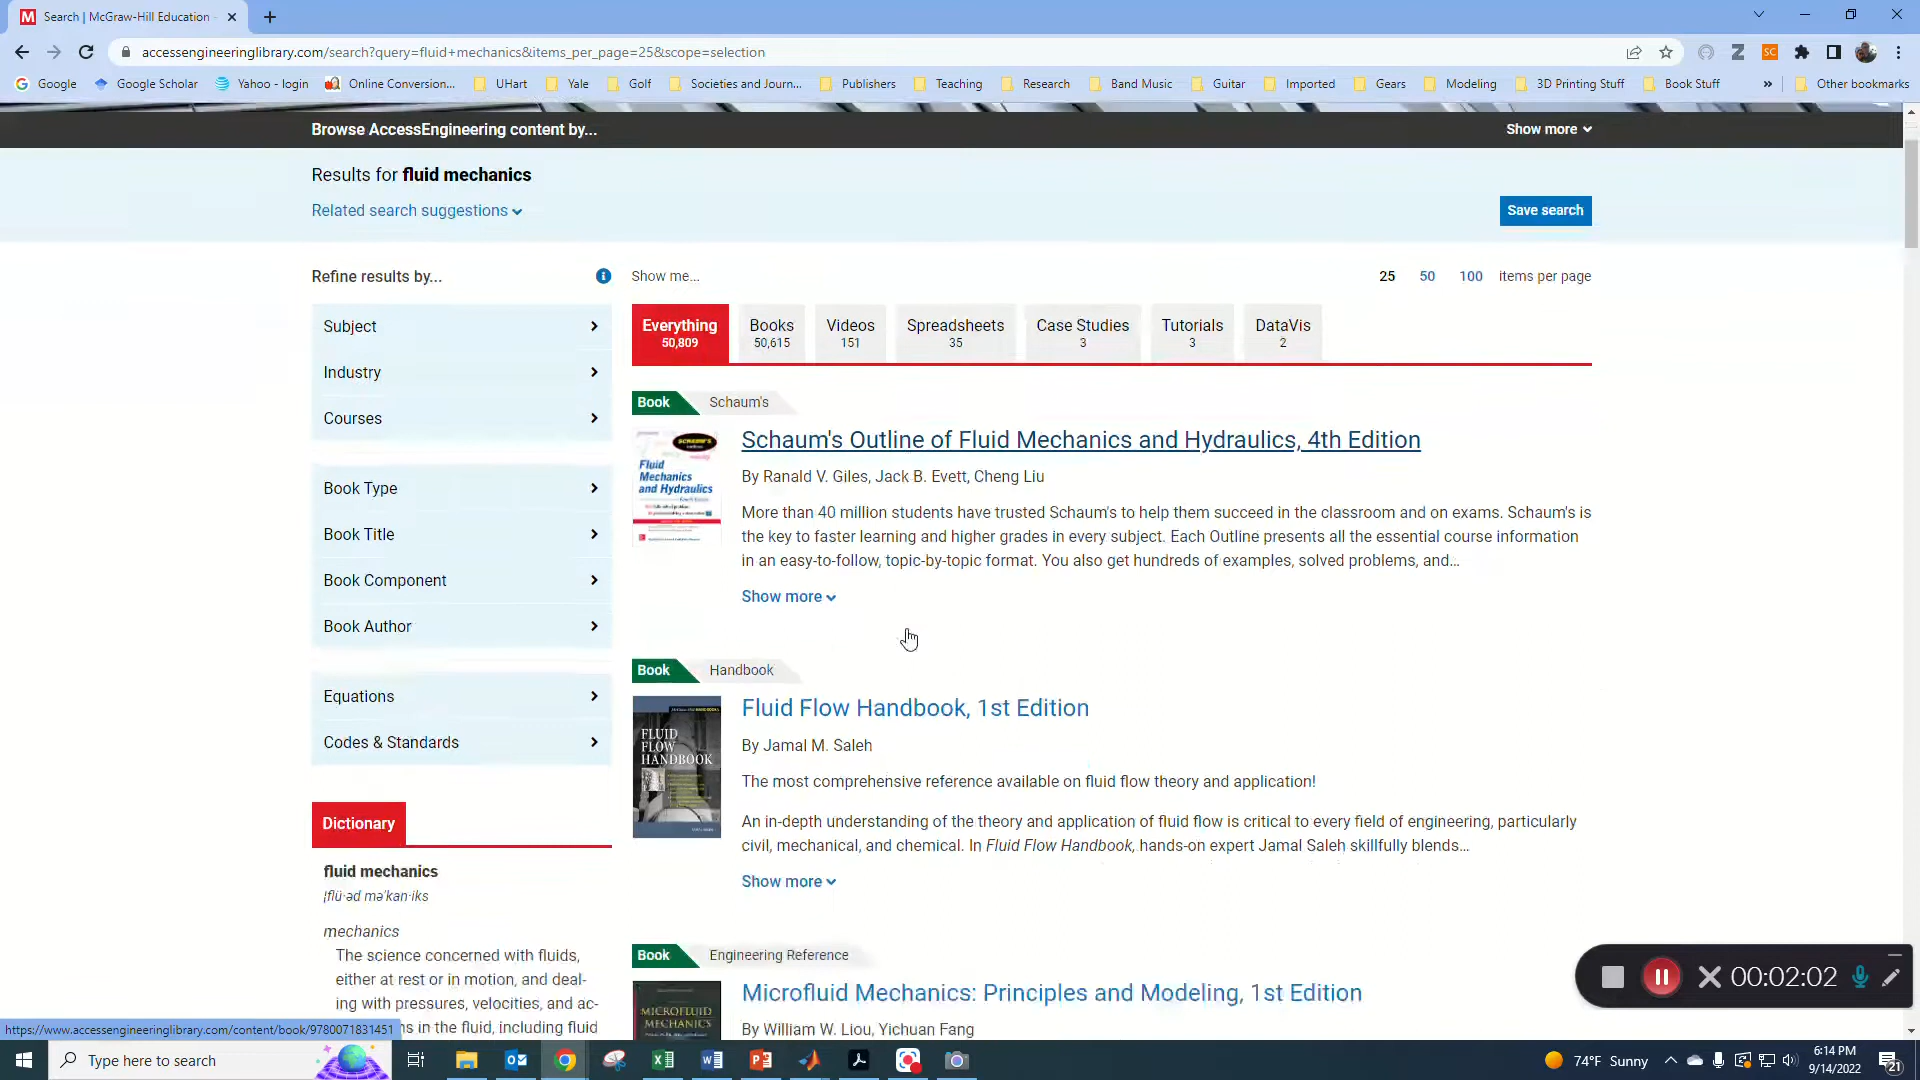 Search | McGraw-Hill Education
accessengineeringlibrary.com/search?query=fluid+mechanics&items_per_page=25&scope=selection
Google
Google Scholar
Yahoo - login
Online Conversion...
UHart
Yale
Golf
Societies and Journ...
Publishers
Teaching
Research
Band Music
Guitar
Imported
Gears
Modeling
3D Printing Stuff
Book Stuff
Other bookmarks
Browse AccessEngineering content by...
Show more
Results for fluid mechanics
Related search suggestions
Save search
Refine results by...
Show me...
25 50 100 items per page
Subject
Industry
Courses
Book Type
Book Title
Book Component
Book Author
Equations
Codes & Standards
Dictionary
fluid mechanics
¦flü·əd mə'kan·iks
mechanics
The science concerned with fluids,
either at rest or in motion, and deal-
ing with pressures, velocities, and ac-
ns in the fluid, including fluid
Everything
50,809
Books
50,615
Videos
151
Spreadsheets
35
Case Studies
3
Tutorials
3
DataVis
2
Book Schaum's
SCHAUM'S
Fluid
Mechanics
and Hydraulics
Schaum's Outline of Fluid Mechanics and Hydraulics, 4th Edition
By Ranald V. Giles, Jack B. Evett, Cheng Liu
More than 40 million students have trusted Schaum's to help them succeed in the classroom and on exams. Schaum's is
the key to faster learning and higher grades in every subject. Each Outline presents all the essential course information
in an easy-to-follow, topic-by-topic format. You also get hundreds of examples, solved problems, and...
Show more
Book Handbook
FLUID
FLOW
HANDBOOK
Fluid Flow Handbook, 1st Edition
By Jamal M. Saleh
The most comprehensive reference available on fluid flow theory and application!
An in-depth understanding of the theory and application of fluid flow is critical to every field of engineering, particularly
civil, mechanical, and chemical. In Fluid Flow Handbook, hands-on expert Jamal Saleh skillfully blends...
Show more
Book Engineering Reference
MICROFLUID
MECHANICS
Microfluid Mechanics: Principles and Modeling, 1st Edition
By William W. Liou, Yichuan Fang
00:02:02
https://www.accessengineeringlibrary.com/content/book/9780071831451
Type here to search
74°F Sunny
6:14 PM
9/14/2022
21